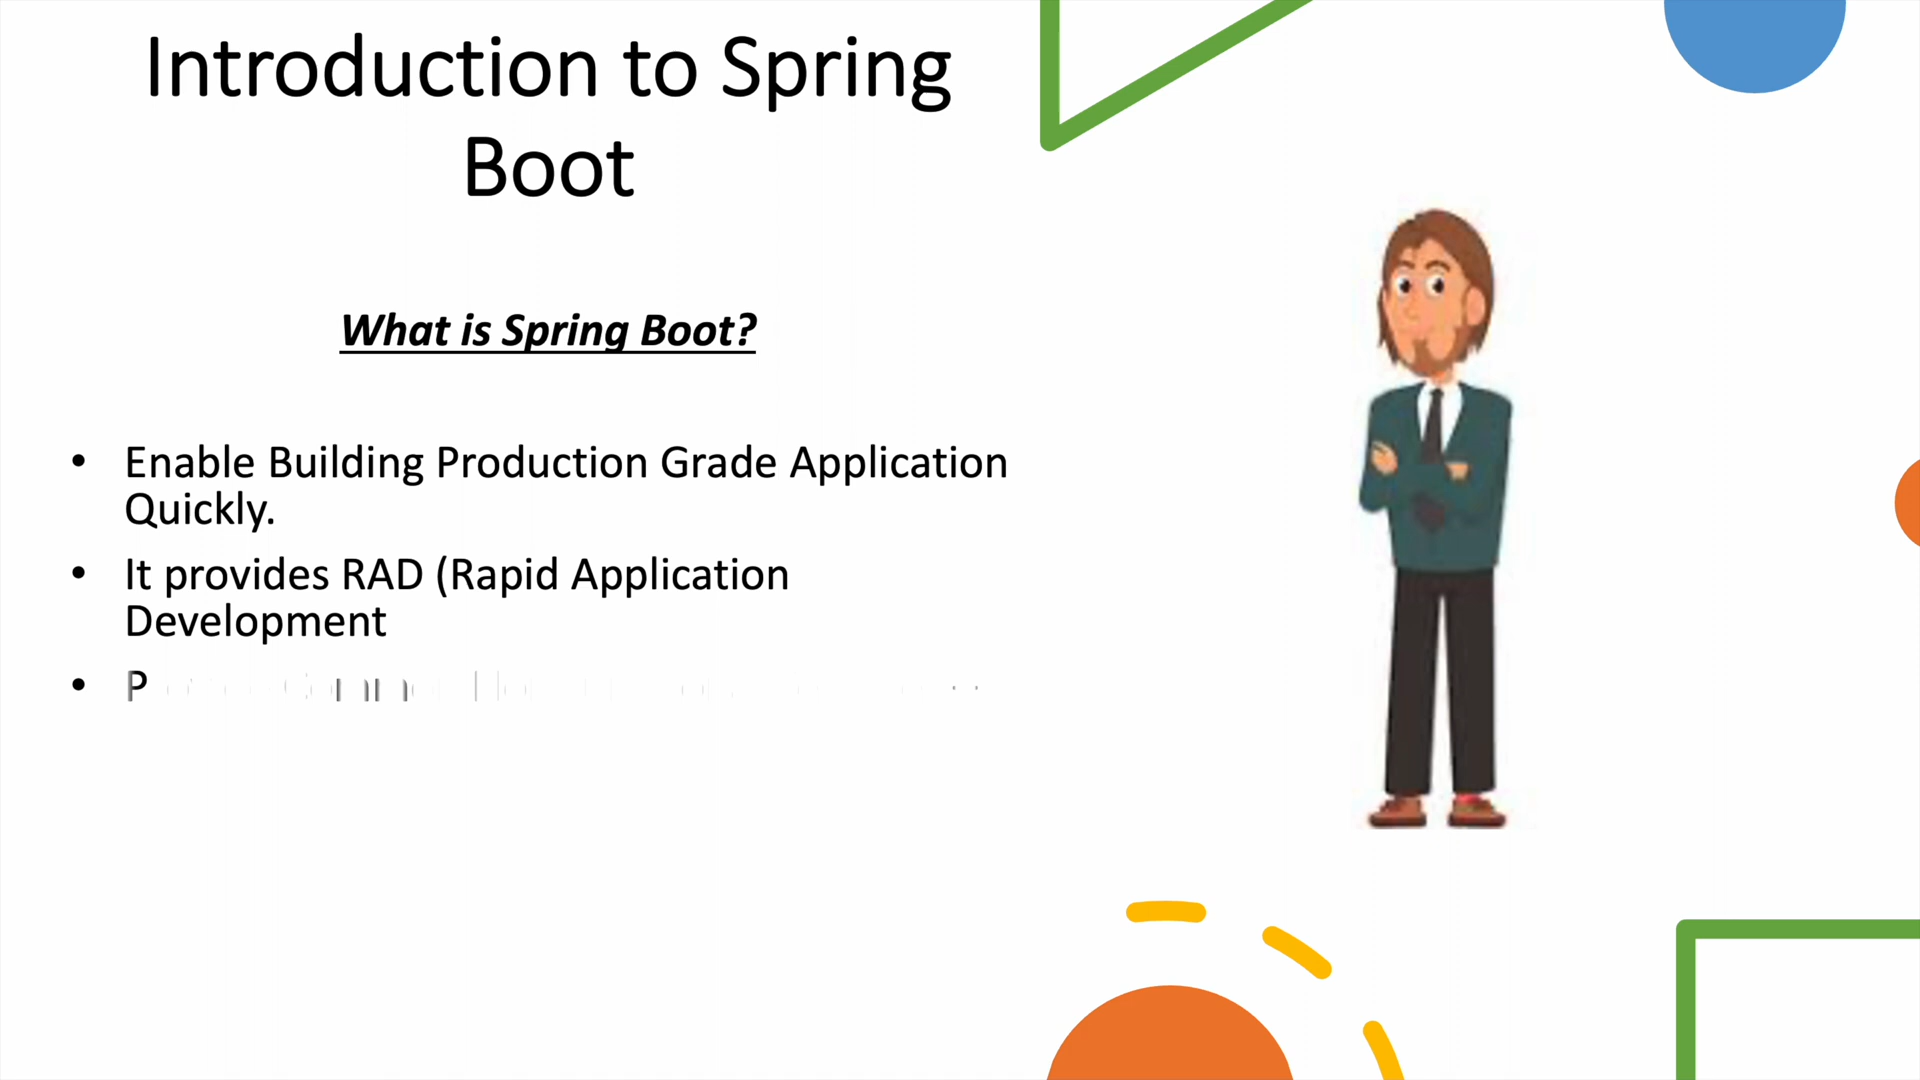 Introduction to Spring
Boot
What is Spring Boot?
• Enable Building Production Grade Application
Quickly.
• It provides RAD (Rapid Application
Development
•